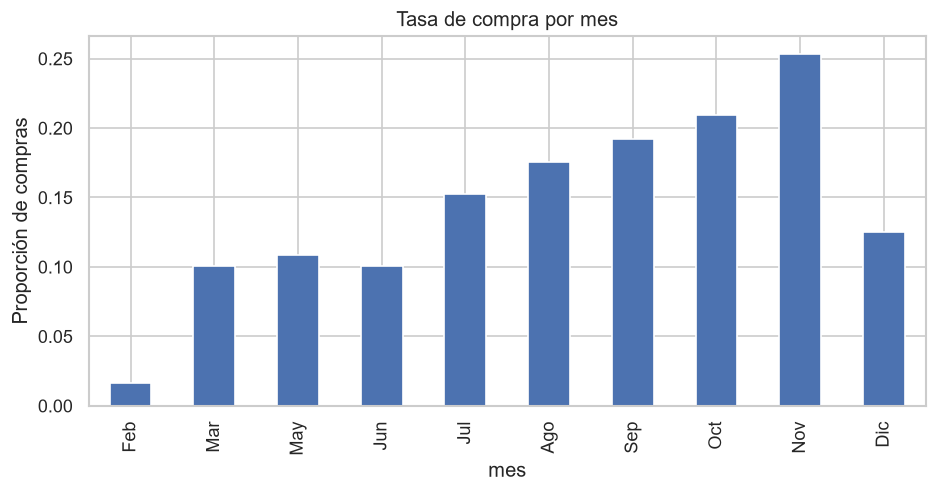 Tasa de compra por mes
Proporción de compras
0.25
0.20
0.15
0.10
0.05
0.00
Feb Mar May Jun Jul Ago Sep Oct Nov Dic
mes